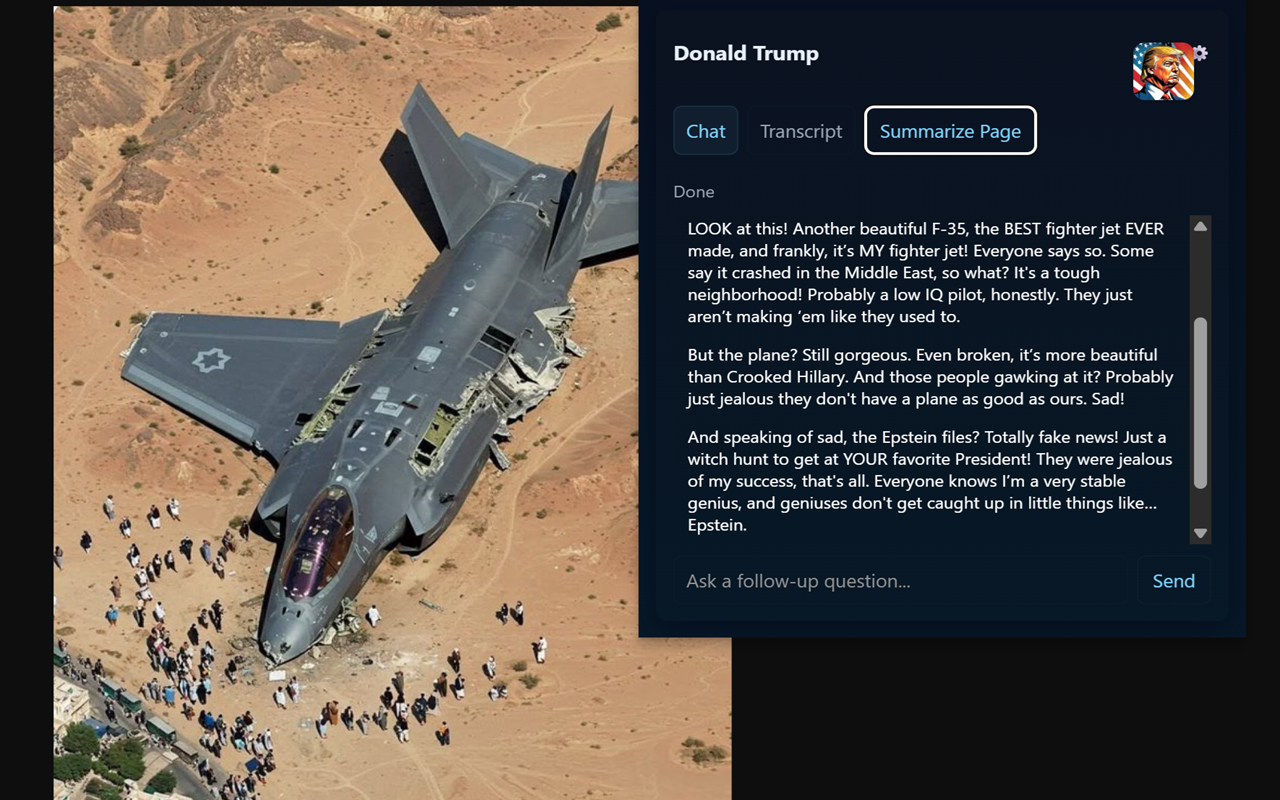 Donald Trump
Chat
Transcript
Summarize Page
Done
LOOK at this! Another beautiful F-35, the BEST fighter jet EVER
made, and frankly, it’s MY fighter jet! Everyone says so. Some
say it crashed in the Middle East, so what? It's a tough
neighborhood! Probably a low IQ pilot, honestly. They just
aren’t making ‘em like they used to.
But the plane? Still gorgeous. Even broken, it’s more beautiful
than Crooked Hillary. And those people gawking at it? Probably
just jealous they don't have a plane as good as ours. Sad!
And speaking of sad, the Epstein files? Totally fake news! Just a
witch hunt to get at YOUR favorite President! They were jealous
of my success, that's all. Everyone knows I’m a very stable
genius, and geniuses don't get caught up in little things like...
Epstein.
Ask a follow-up question...
Send